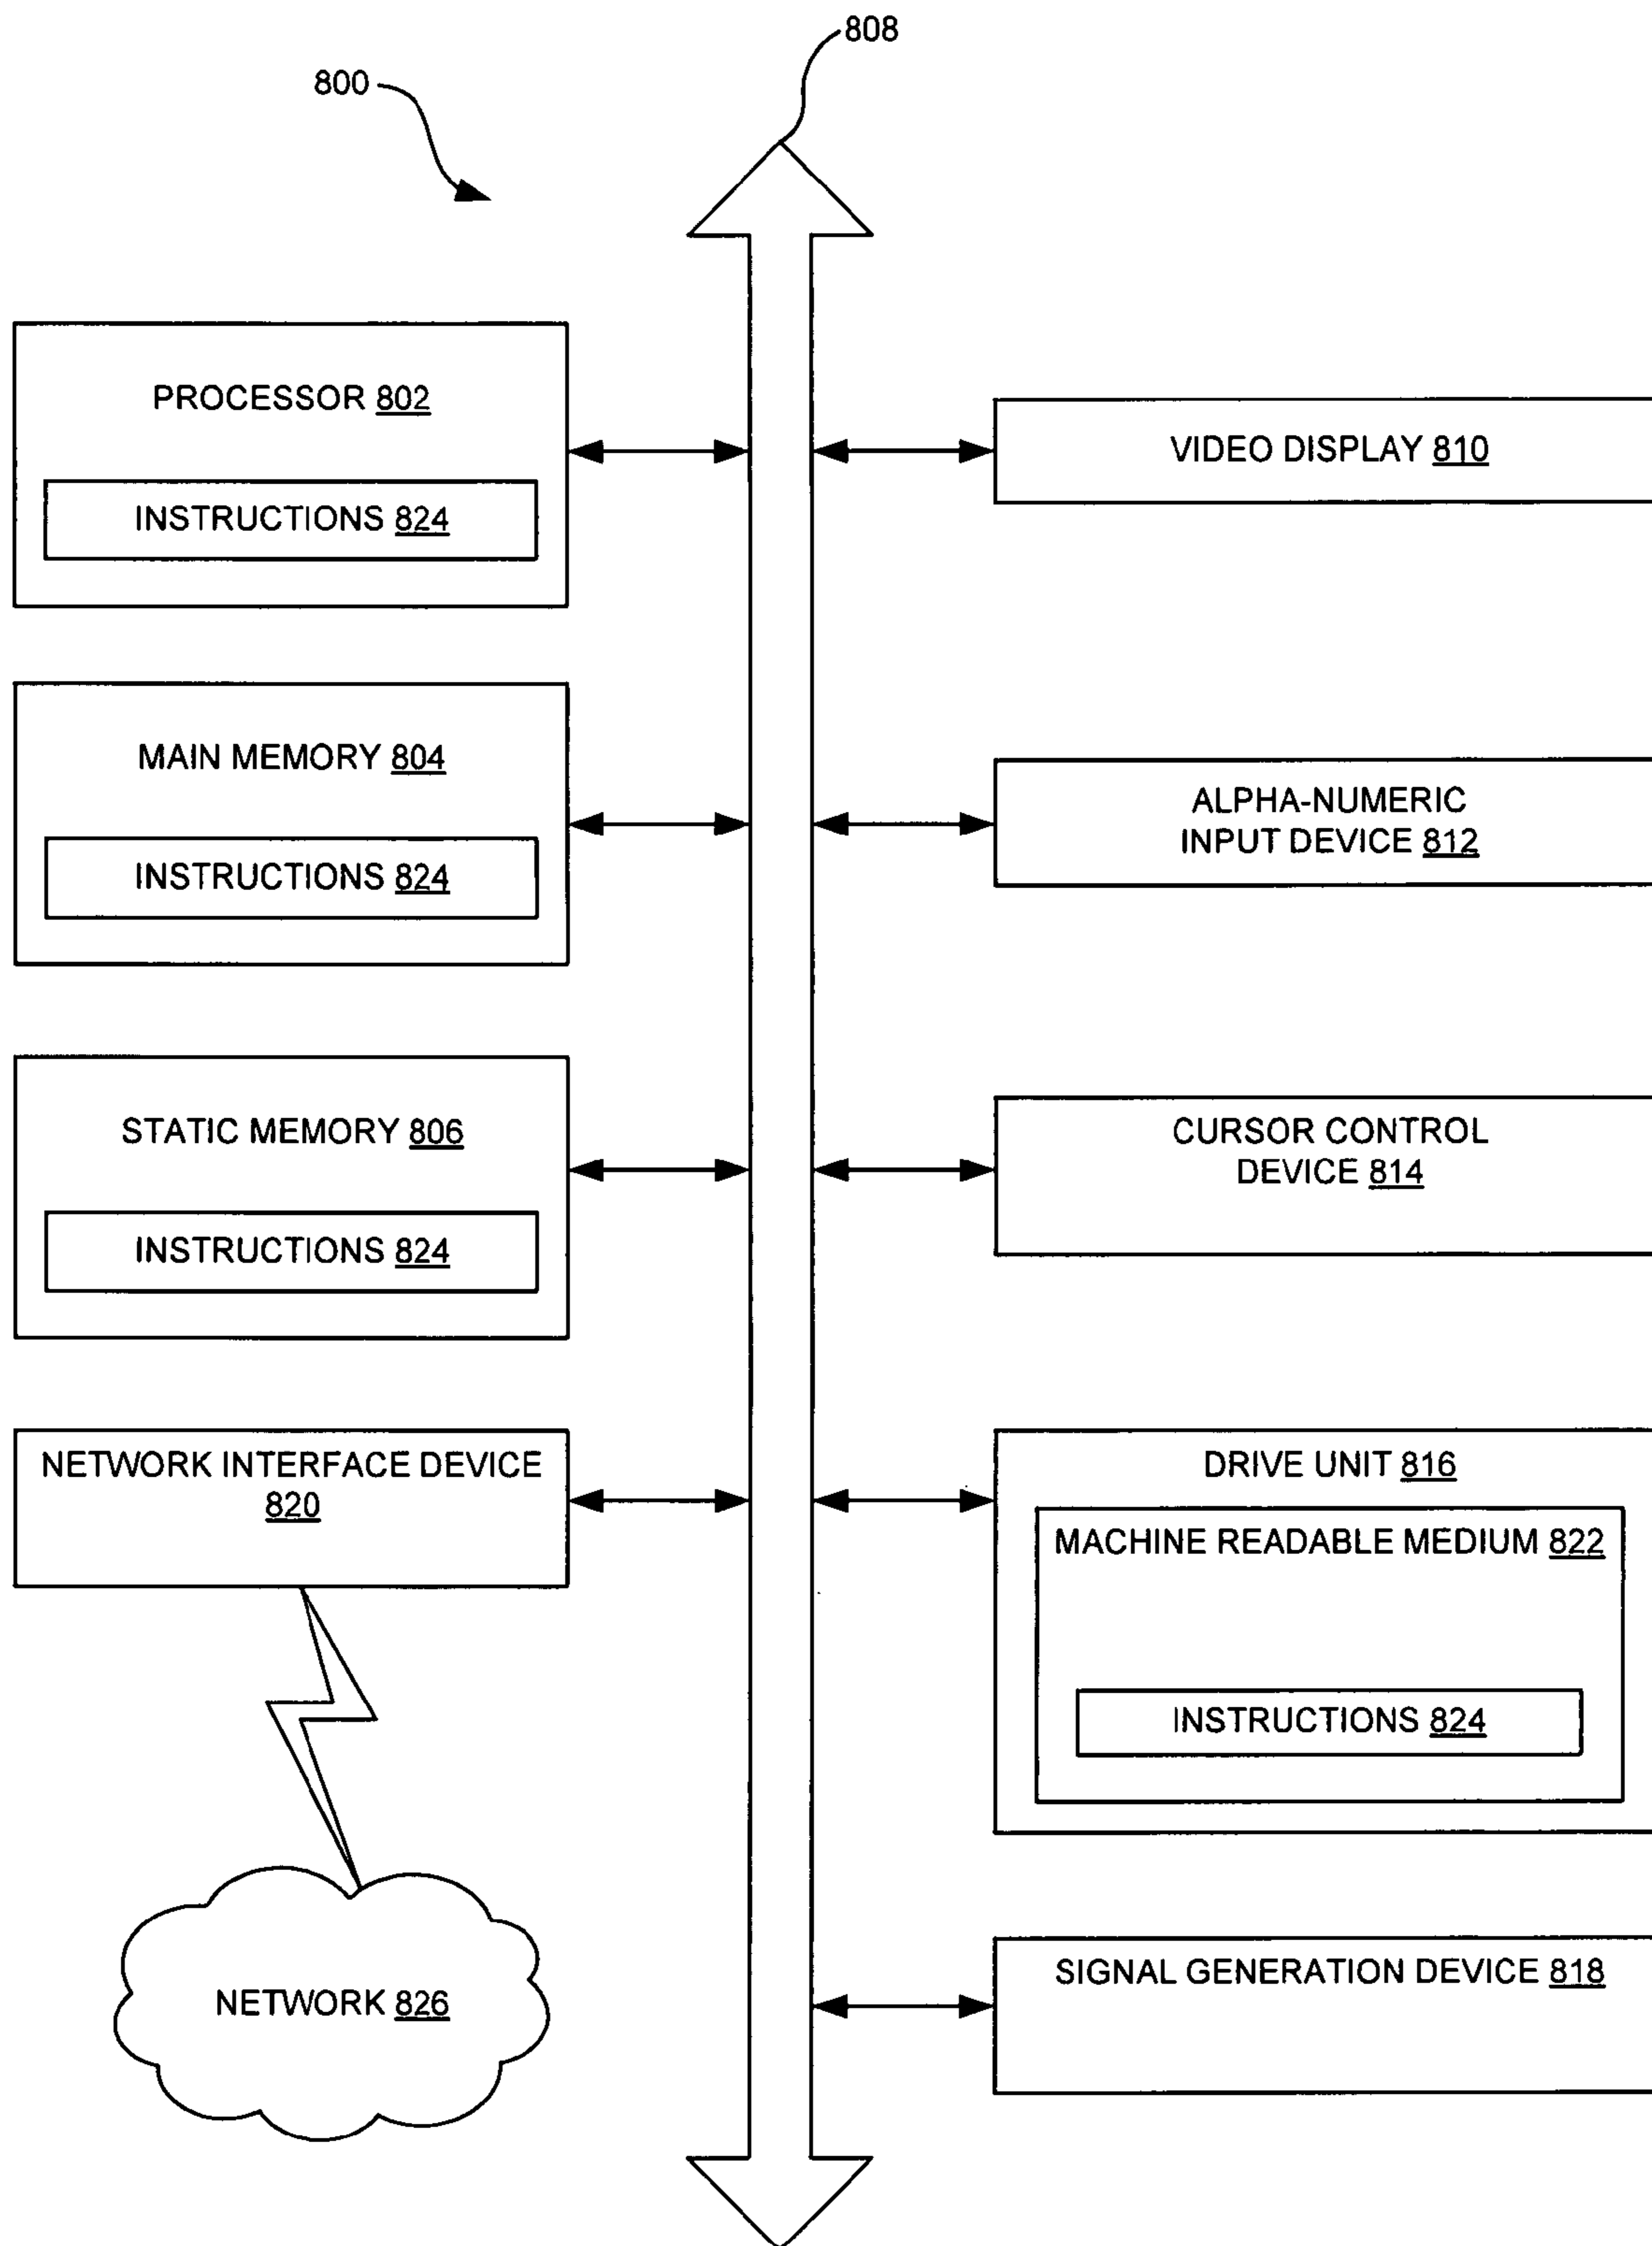 808
800
PROCESSOR 802
INSTRUCTIONS 824
MAIN MEMORY 804
INSTRUCTIONS 824
STATIC MEMORY 806
INSTRUCTIONS 824
NETWORK INTERFACE DEVICE
820
NETWORK 826
VIDEO DISPLAY 810
ALPHA-NUMERIC
INPUT DEVICE 812
CURSOR CONTROL
DEVICE 814
DRIVE UNIT 816
MACHINE READABLE MEDIUM 822
INSTRUCTIONS 824
SIGNAL GENERATION DEVICE 818